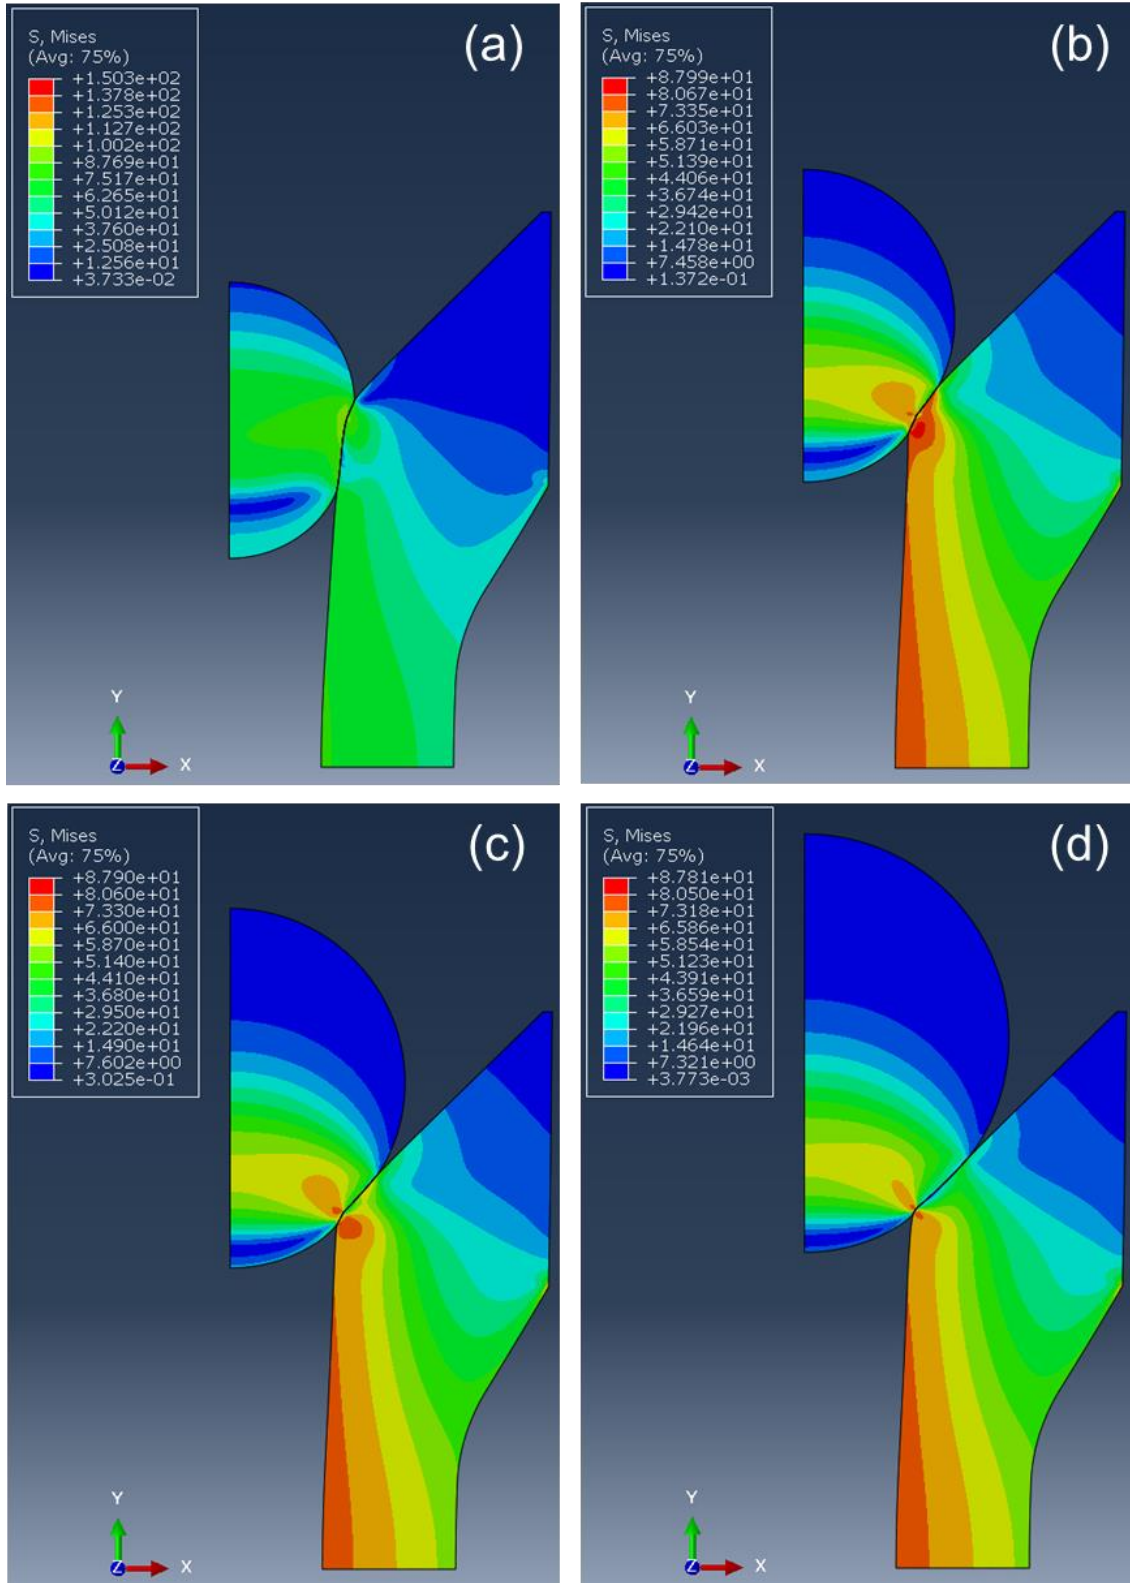 (a)
S, Mises
(Avg: 75%)
+1.503e+02
+1.378e+02
+1.253e+02
+1.127e+02
+1.002e+02
+8.769e+01
+7.517e+01
+6.265e+01
+5.012e+01
+3.760e+01
+2.508e+01
+1.256e+01
+3.733e-02
Y
Z
X
(b)
S, Mises
(Avg: 75%)
+8.799e+01
+8.067e+01
+7.335e+01
+6.603e+01
+5.871e+01
+5.139e+01
+4.406e+01
+3.674e+01
+2.942e+01
+2.210e+01
+1.478e+01
+7.458e+00
+1.372e-01
Y
Z
X
(c)
S, Mises
(Avg: 75%)
+8.790e+01
+8.060e+01
+7.330e+01
+6.600e+01
+5.870e+01
+5.140e+01
+4.410e+01
+3.680e+01
+2.950e+01
+2.220e+01
+1.490e+01
+7.602e+00
+3.025e-01
Y
Z
X
(d)
S, Mises
(Avg: 75%)
+8.781e+01
+8.050e+01
+7.318e+01
+6.586e+01
+5.854e+01
+5.123e+01
+4.391e+01
+3.659e+01
+2.927e+01
+2.196e+01
+1.464e+01
+7.321e+00
+3.773e-03
Y
Z
X